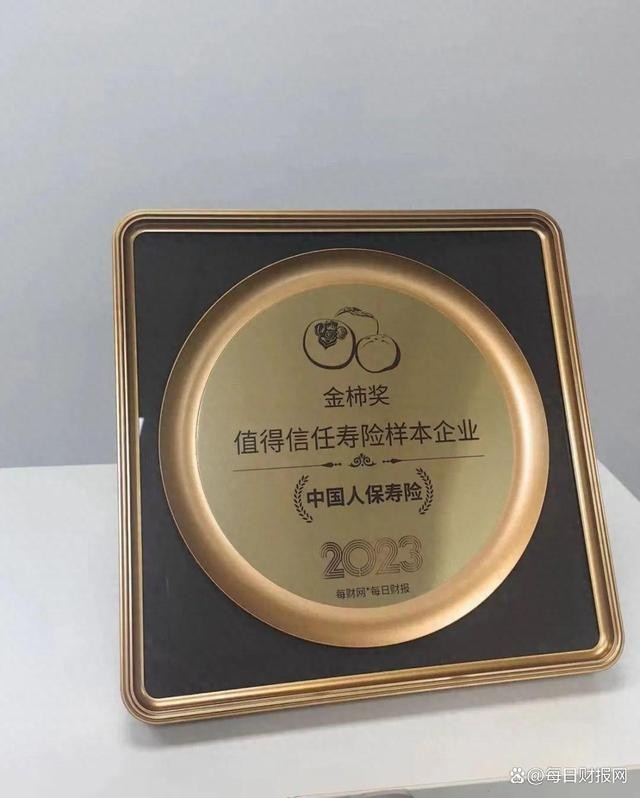 金柿奖
值得信任寿险样本企业
中国人保寿险
2023
每财网·每日财报
@每日财报网